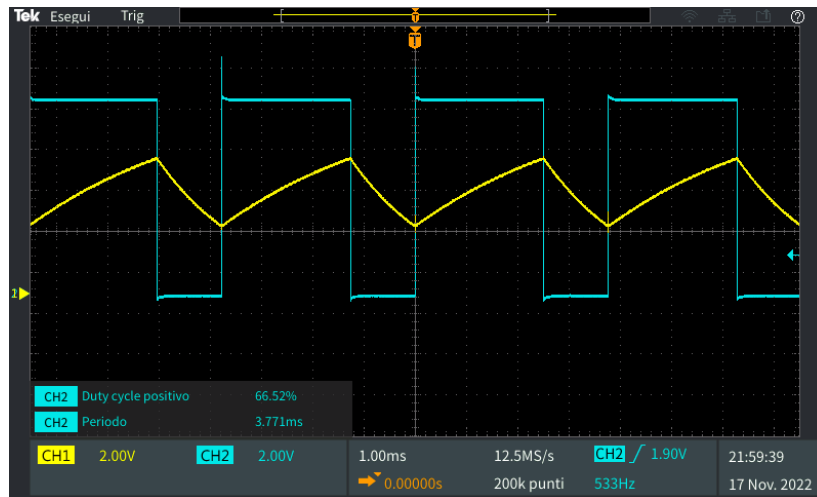 Tek Esegui Trig
T
T
1
CH2 Duty cycle positivo 66.52%
CH2 Periodo 3.771ms
CH1 2.00V CH2 2.00V 1.00ms 12.5MS/s CH2 1.90V 21:59:39
0.00000s 200k punti 533Hz 17 Nov. 2022